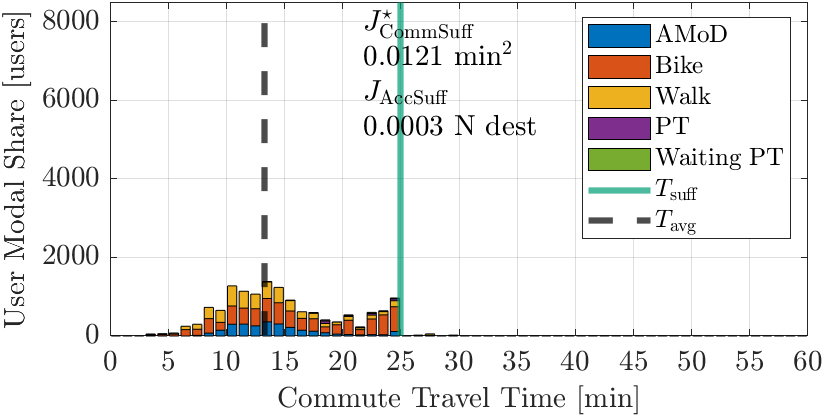 8000
6000
4000
2000
0
User Modal Share [users]
J⋆CommSuff
0.0121 min²
JAccSuff
0.0003 N dest
AMoD
Bike
Walk
PT
Waiting PT
Tsuff
Tavg
0 5 10 15 20 25 30 35 40 45 50 55 60
Commute Travel Time [min]